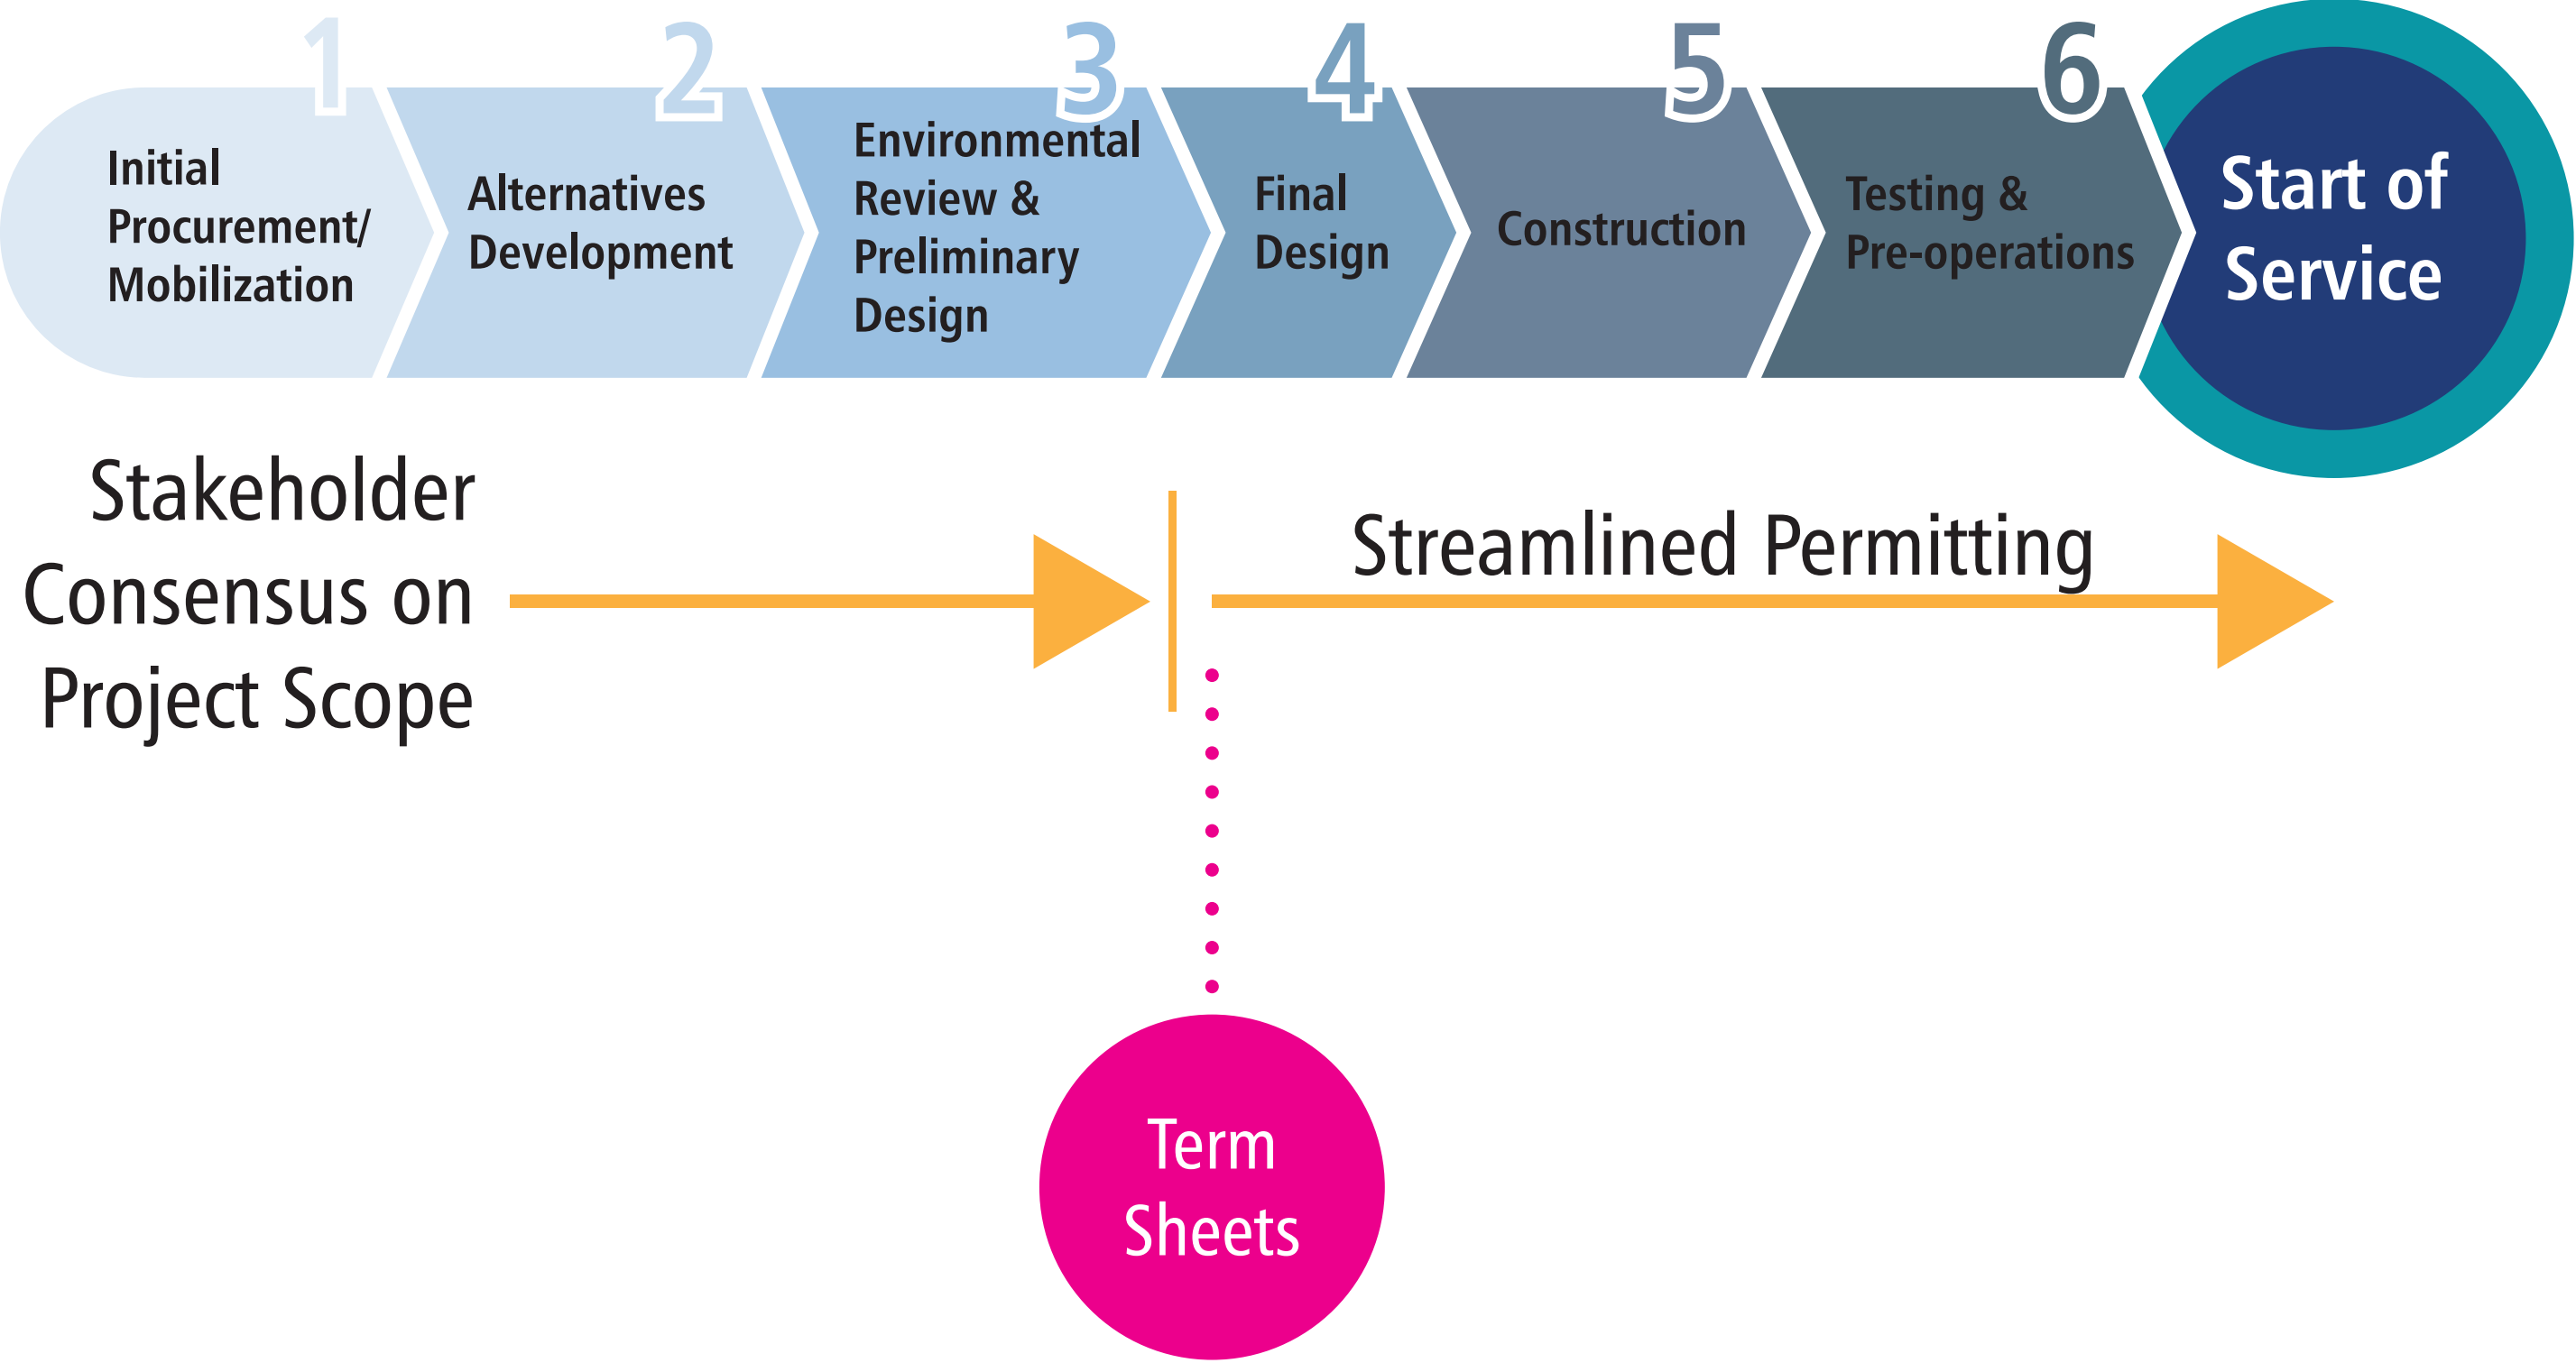 1
Initial
Procurement/
Mobilization
2
Alternatives
Development
3
Environmental
Review &
Preliminary
Design
4
Final
Design
5
Construction
6
Testing &
Pre-operations
Start of
Service
Stakeholder
Consensus on
Project Scope
Streamlined Permitting
Term
Sheets